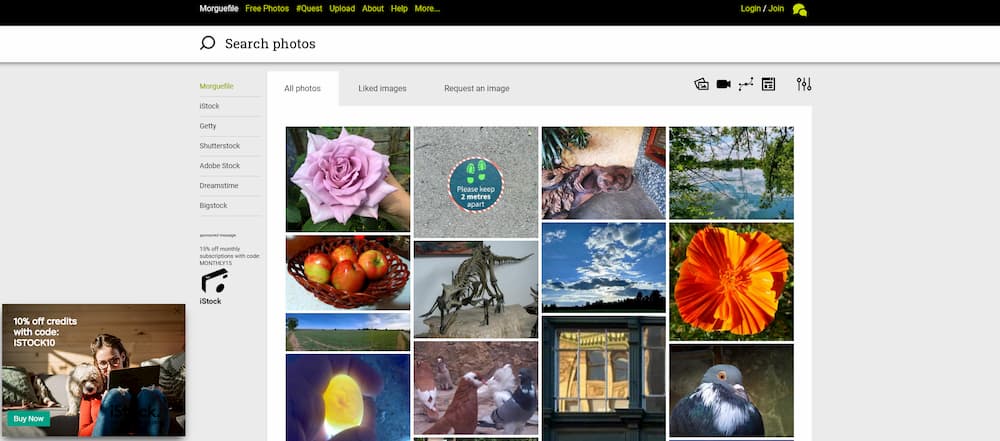 Morguefile Free Photos #Quest Upload About Help More... Login / Join
Search photos
Morguefile
iStock
Getty
Shutterstock
Adobe Stock
Dreamstime
Bigstock
sponsored message
15% off monthly
subscriptions with code:
MONTHLY15
iStock
All photos Liked images Request an image
Please keep
2 metres
apart
10% off credits
with code:
ISTOCK10
iStock
Buy Now